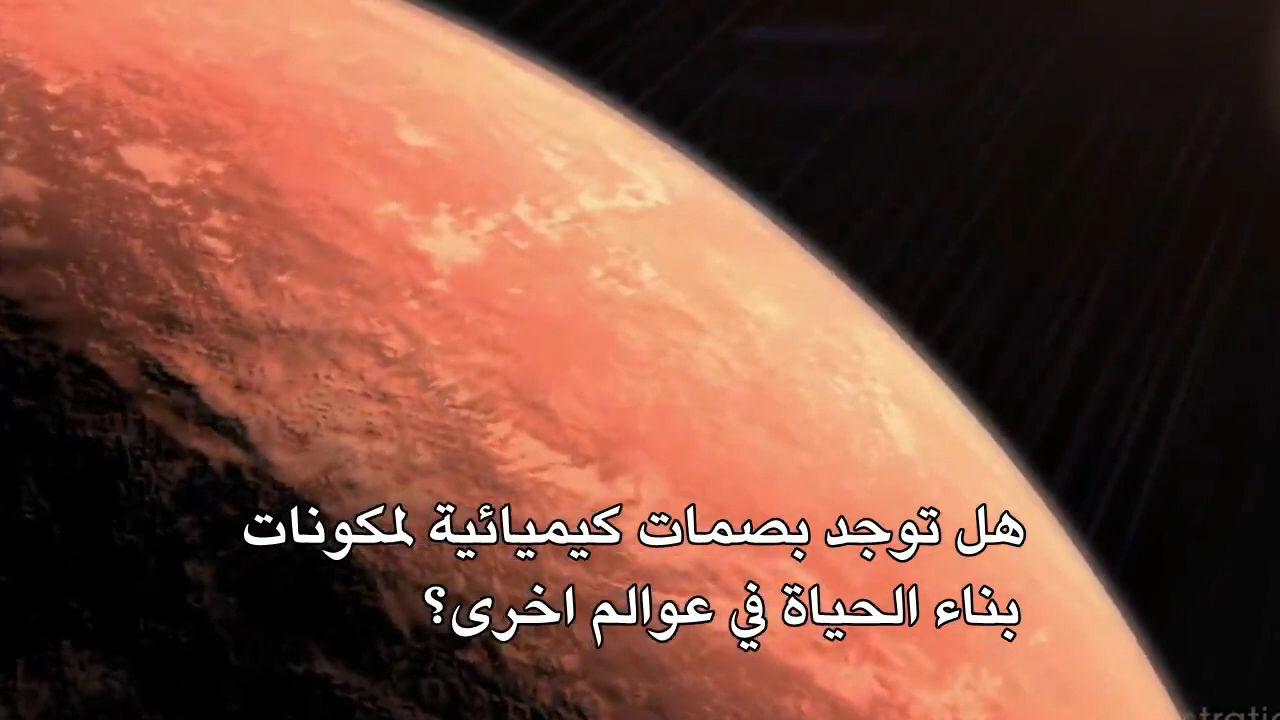 هل توجد بصمات كيميائية لمكونات
بناء الحياة في عوالم اخرى؟